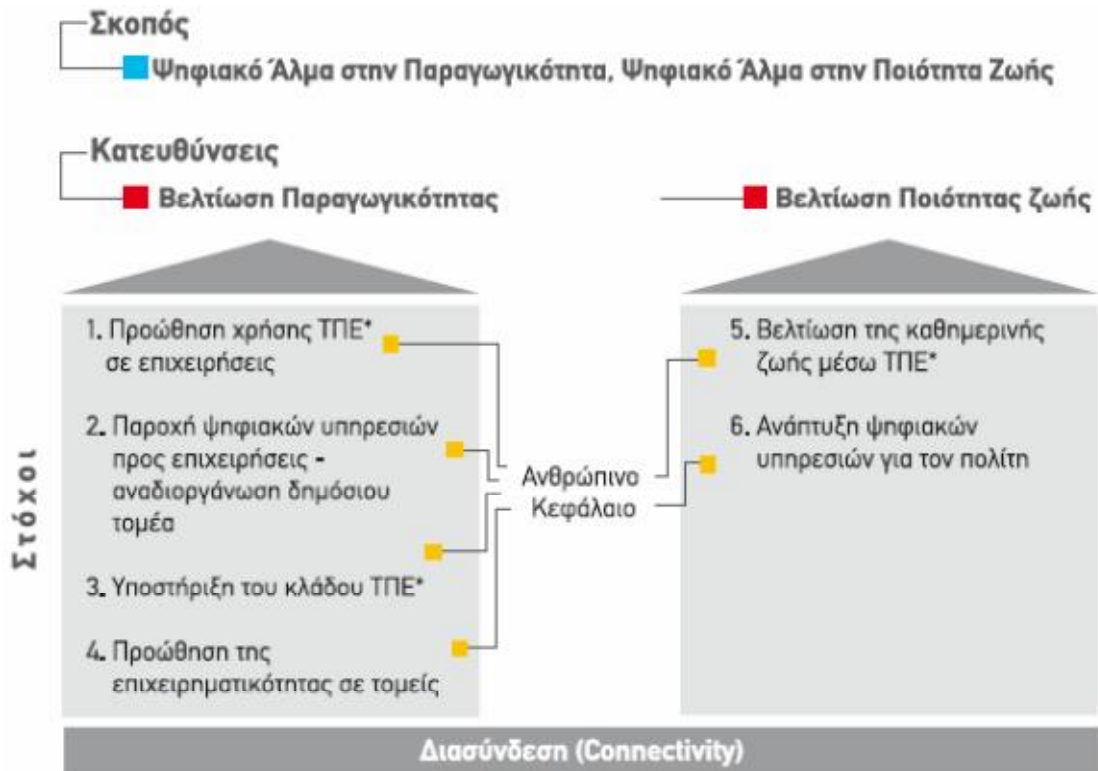 Σκοπός
Ψηφιακό Άλμα στην Παραγωγικότητα, Ψηφιακό Άλμα στην Ποιότητα Ζωής
Κατευθύνσεις
Βελτίωση Παραγωγικότητας
Βελτίωση Ποιότητας ζωής
Στόχοι
1. Προώθηση χρήσης ΤΠΕ*
σε επιχειρήσεις
2. Παροχή ψηφιακών υπηρεσιών
προς επιχειρήσεις -
αναδιοργάνωση δημόσιου
τομέα
3. Υποστήριξη του κλάδου ΤΠΕ*
4. Προώθηση της
επιχειρηματικότητας σε τομείς
Ανθρώπινο
Κεφάλαιο
5. Βελτίωση της καθημερινής
ζωής μέσω ΤΠΕ*
6. Ανάπτυξη ψηφιακών
υπηρεσιών για τον πολίτη
Διασύνδεση (Connectivity)